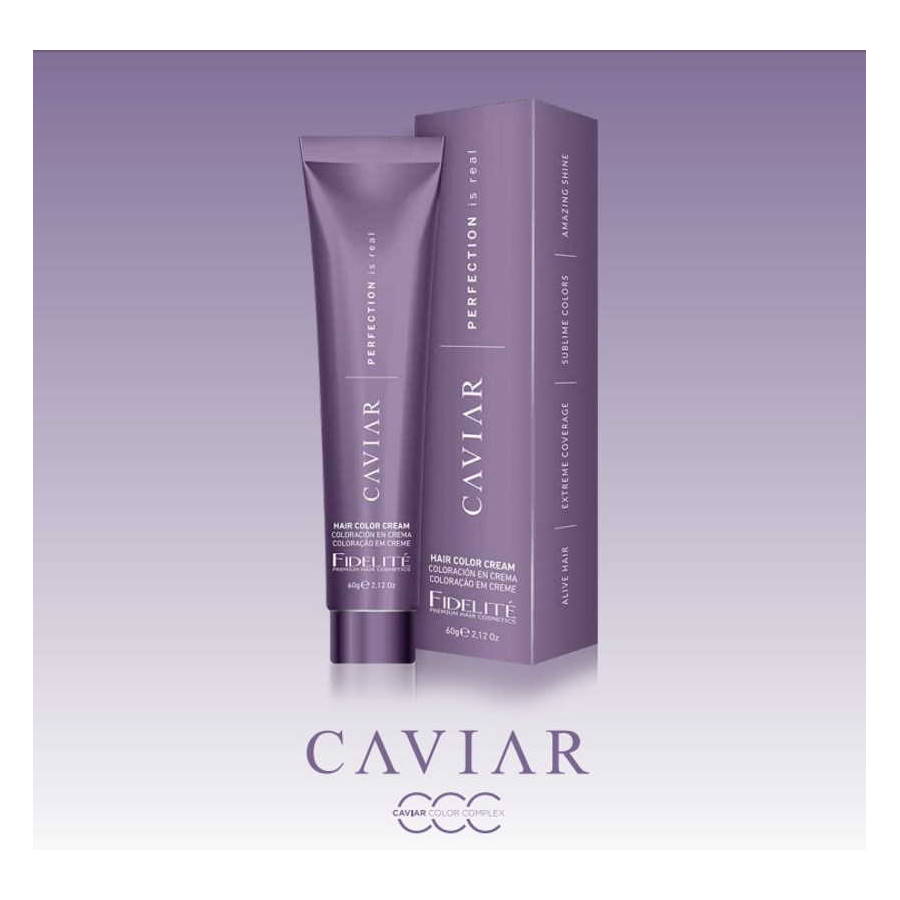 PERFECTION is real
CAVIAR
HAIR COLOR CREAM
COLORACIÓN EN CREMA
COLORAÇÃO EM CREME
FIDELITÉ
PREMIUM HAIR COSMETICS
60g℮2,12 Oz
PERFECTION is real
CAVIAR
HAIR COLOR CREAM
COLORACIÓN EN CREMA
COLORAÇÃO EM CREME
FIDELITÉ
PREMIUM HAIR COSMETICS
60g℮2,12 Oz
ALIVE HAIR | EXTREME COVERAGE | SUBLIME COLORS | AMAZING SHINE
CAVIAR
CCC
CAVIAR COLOR COMPLEX